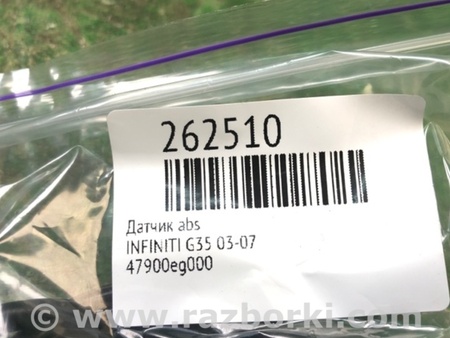 262510
Датчик abs
INFINITI G35 03-07
47900eg000
© www.razborki.com